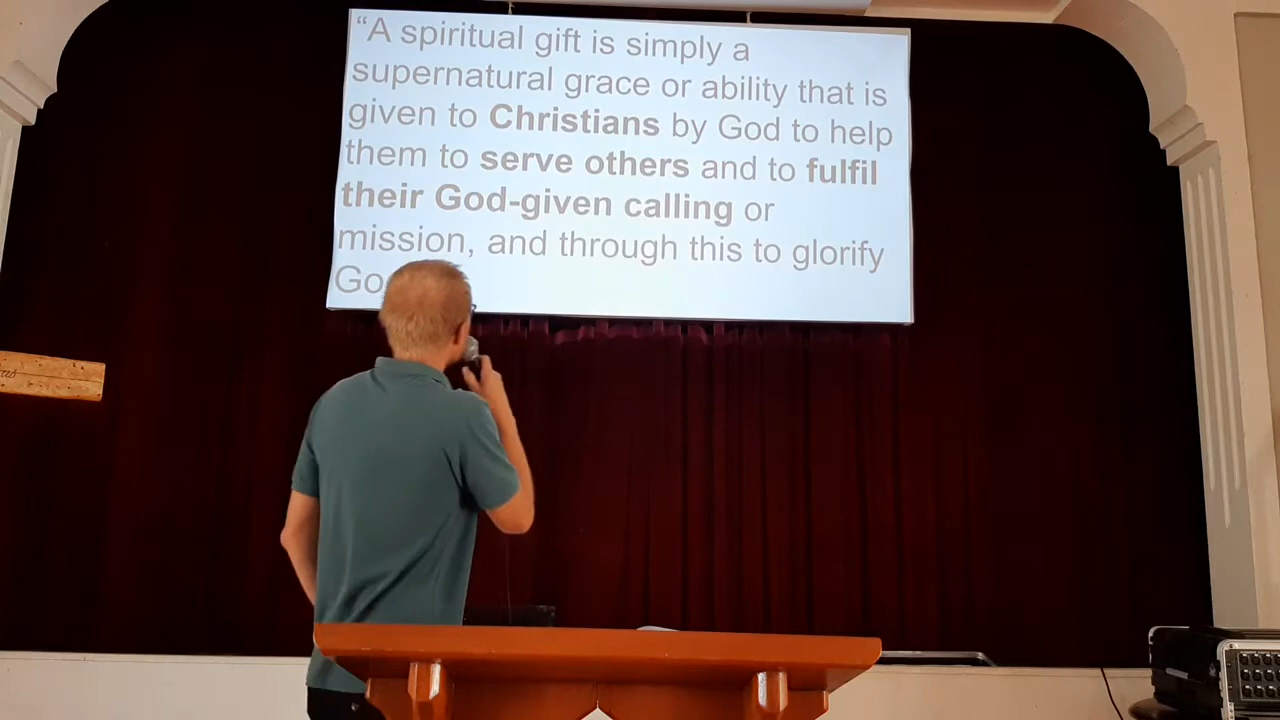 “A spiritual gift is simply a
supernatural grace or ability that is
given to Christians by God to help
them to serve others and to fulfil
their God-given calling or
mission, and through this to glorify